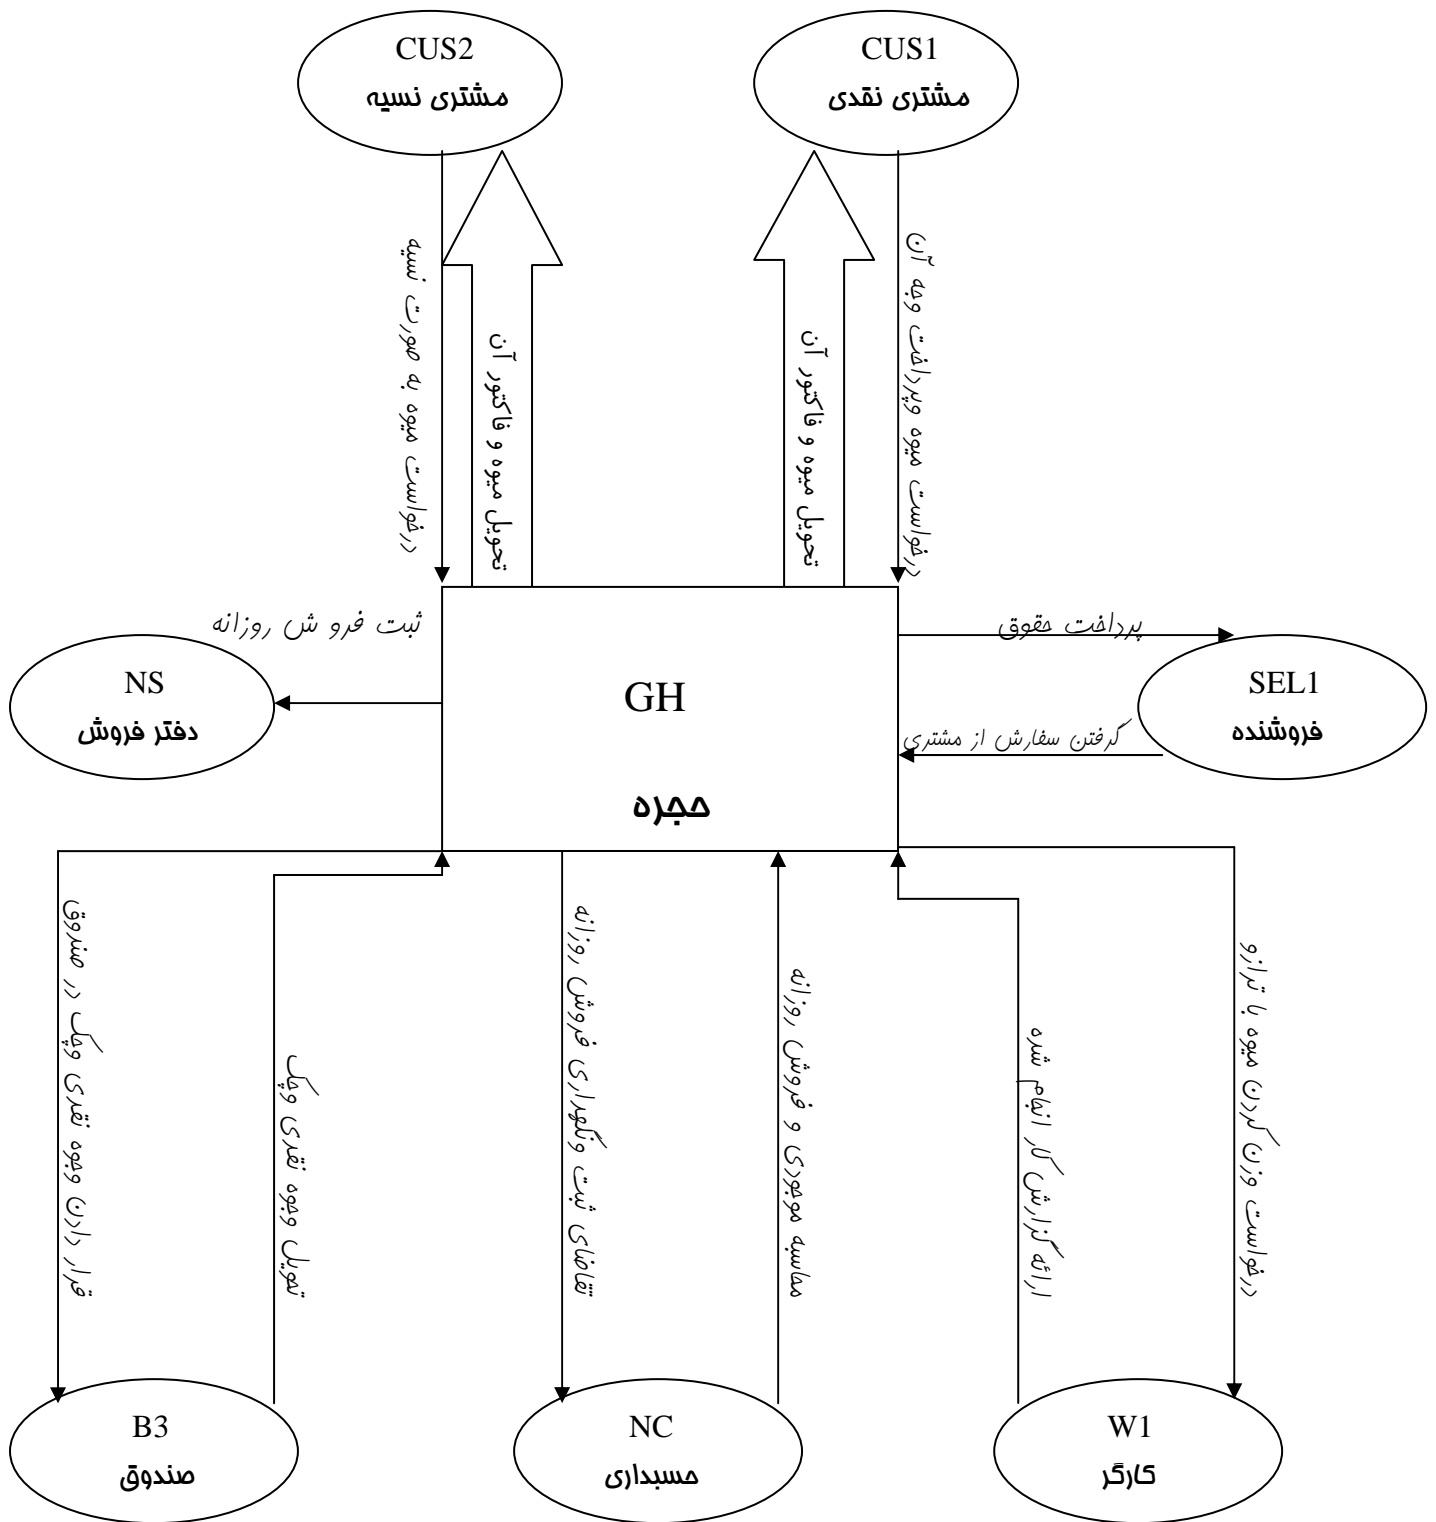 CUS2
مشتری نسیه
CUS1
مشتری نقدی
درخواست میوه به صورت نسیه
تحویل میوه و فاکتور آن
تحویل میوه و فاکتور آن
درخواست میوه وپرداخت وجه آن
ثبت فرو ش روزانه
پرداخت حقوق
NS
دفتر فروش
GH
حجره
SEL1
فروشنده
گرفتن سفارش از مشتری
قرار دادن وجوه نقدی وچک در صندوق
تحویل وجوه نقدی وچک
تقاضای ثبت ونگهداری فروش روزانه
محاسبه موجودی و فروش روزانه
ارائه گزارش کار انجام شده
درخواست وزن کردن میوه با ترازو
B3
صندوق
NC
حسبداری
W1
کارگر